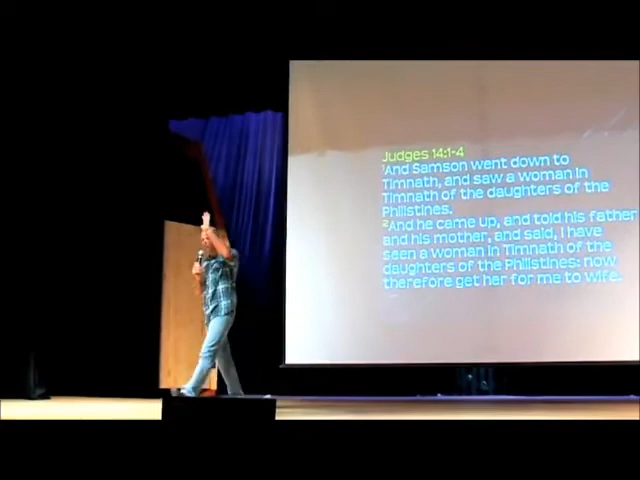 Judges 14:1-4
1And Samson went down to
Timnath, and saw a woman in
Timnath of the daughters of the
Philistines.
2And he came up, and told his father
and his mother, and said, I have
seen a woman in Timnath of the
daughters of the Philistines: now
therefore get her for me to wife.